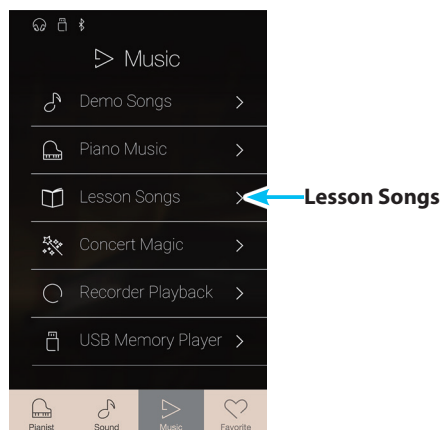 Music
Demo Songs
Piano Music
Lesson Songs
Lesson Songs
Concert Magic
Recorder Playback
USB Memory Player
Pianist Sound Music Favorite